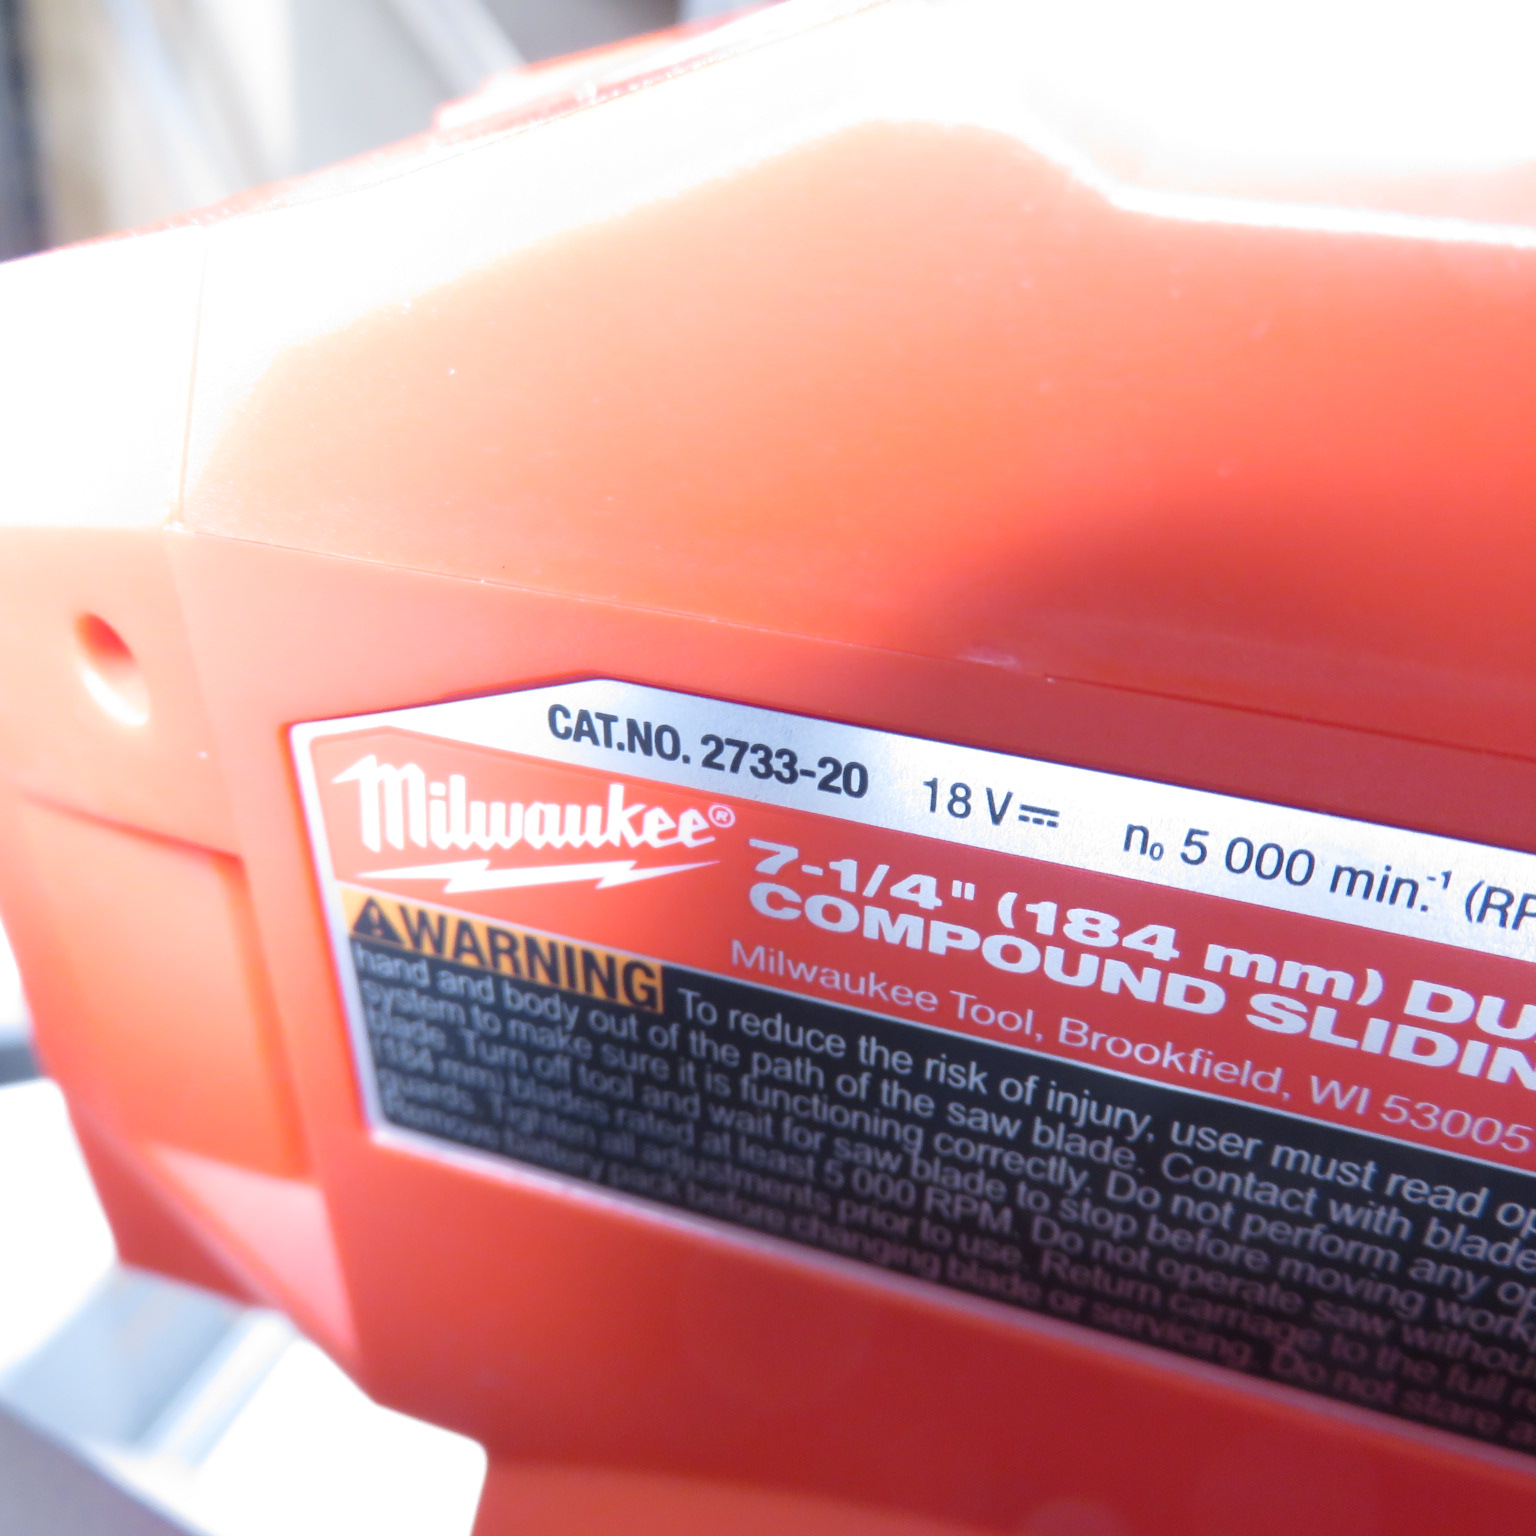 CAT.NO. 2733-20 18 V⎓ n₀ 5 000 min.⁻¹ (RP
Milwaukee®
7-1/4" (184 mm) DU
COMPOUND SLIDIN
Milwaukee Tool, Brookfield, WI 53005
⚠WARNING To reduce the risk of injury, user must read op
hand and body out of the path of the saw blade. Contact with blade
system to make sure it is functioning correctly. Do not perform any op
blade. Turn off tool and wait for saw blade to stop before moving work
(184 mm) blades rated at least 5 000 RPM. Do not operate saw without
guards. Tighten all adjustments prior to use. Return carriage to the full r
Remove battery pack before changing blade or servicing. Do not stare a